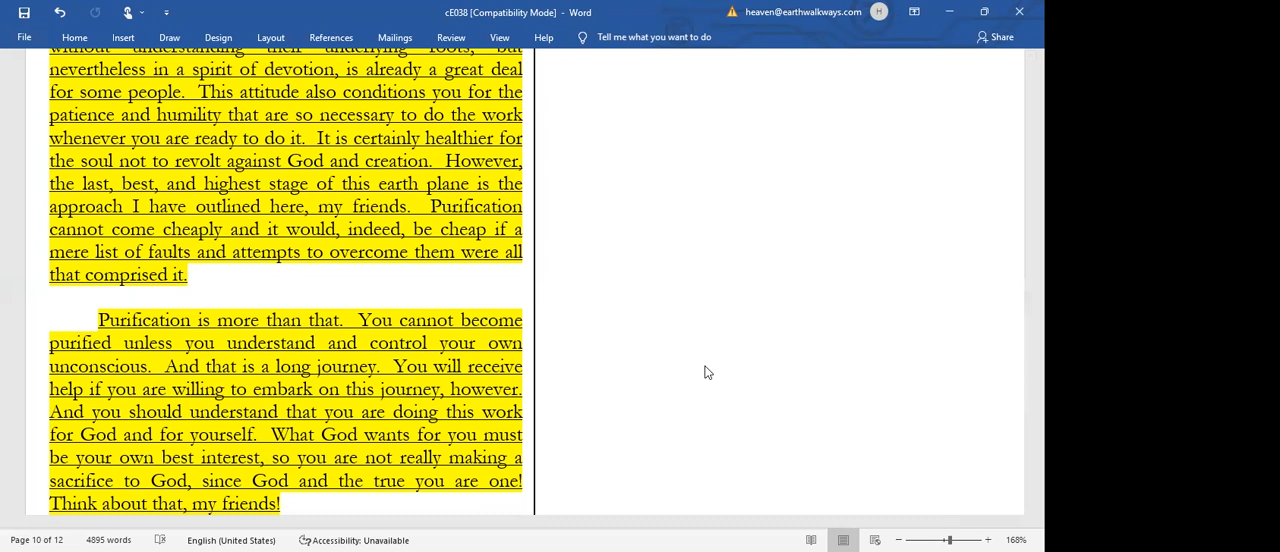 cE038 [Compatibility Mode] - Word
heaven@earthwalkways.com
H
File
Home
Insert
Draw
Design
Layout
References
Mailings
Review
View
Help
Tell me what you want to do
Share
without understanding their underlying roots, but
nevertheless in a spirit of devotion, is already a great deal
for some people. This attitude also conditions you for the
patience and humility that are so necessary to do the work
whenever you are ready to do it. It is certainly healthier for
the soul not to revolt against God and creation. However,
the last, best, and highest stage of this earth plane is the
approach I have outlined here, my friends. Purification
cannot come cheaply and it would, indeed, be cheap if a
mere list of faults and attempts to overcome them were all
that comprised it.
Purification is more than that. You cannot become
purified unless you understand and control your own
unconscious. And that is a long journey. You will receive
help if you are willing to embark on this journey, however.
And you should understand that you are doing this work
for God and for yourself. What God wants for you must
be your own best interest, so you are not really making a
sacrifice to God, since God and the true you are one!
Think about that, my friends!
Page 10 of 12
4895 words
English (United States)
Accessibility: Unavailable
168%